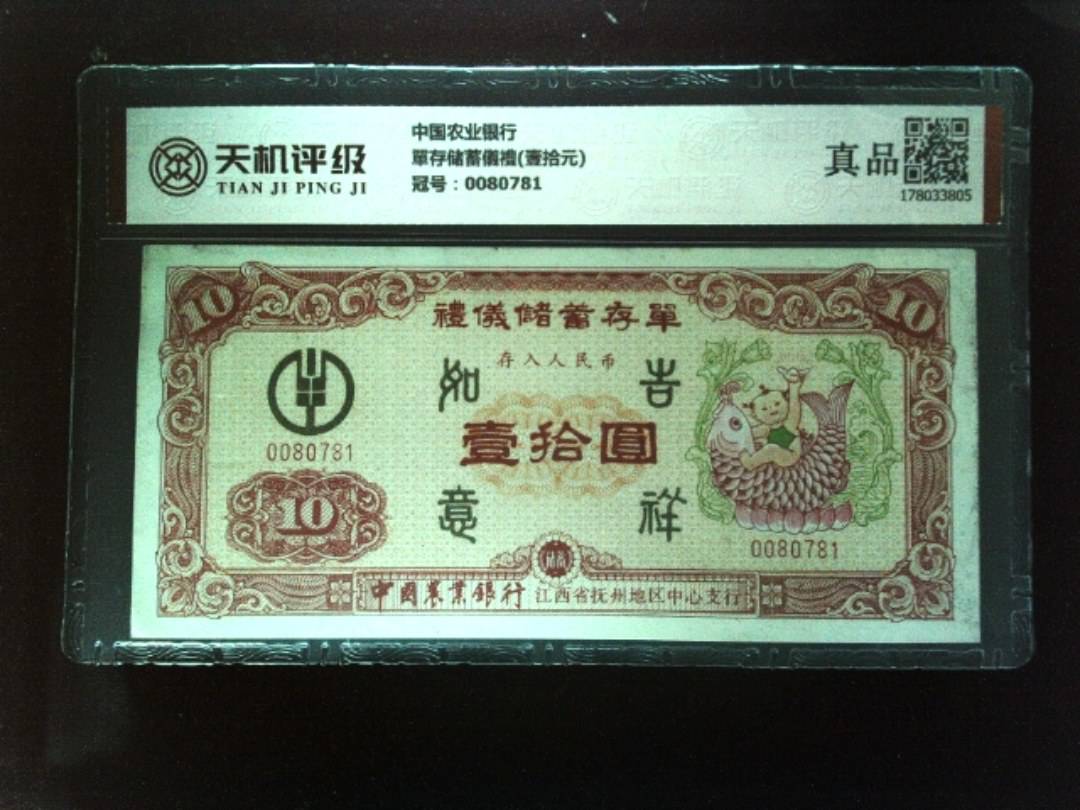 天机评级
TIAN JI PING JI
中国农业银行
單存储蓄儀禮(壹拾元)
冠号：0080781
真品
178033805
10
10
禮儀儲蓄存單
存入人民币
如
吉
0080781
壹拾圓
10
意
祥
0080781
中國農業銀行 江西省抚州地区中心支行